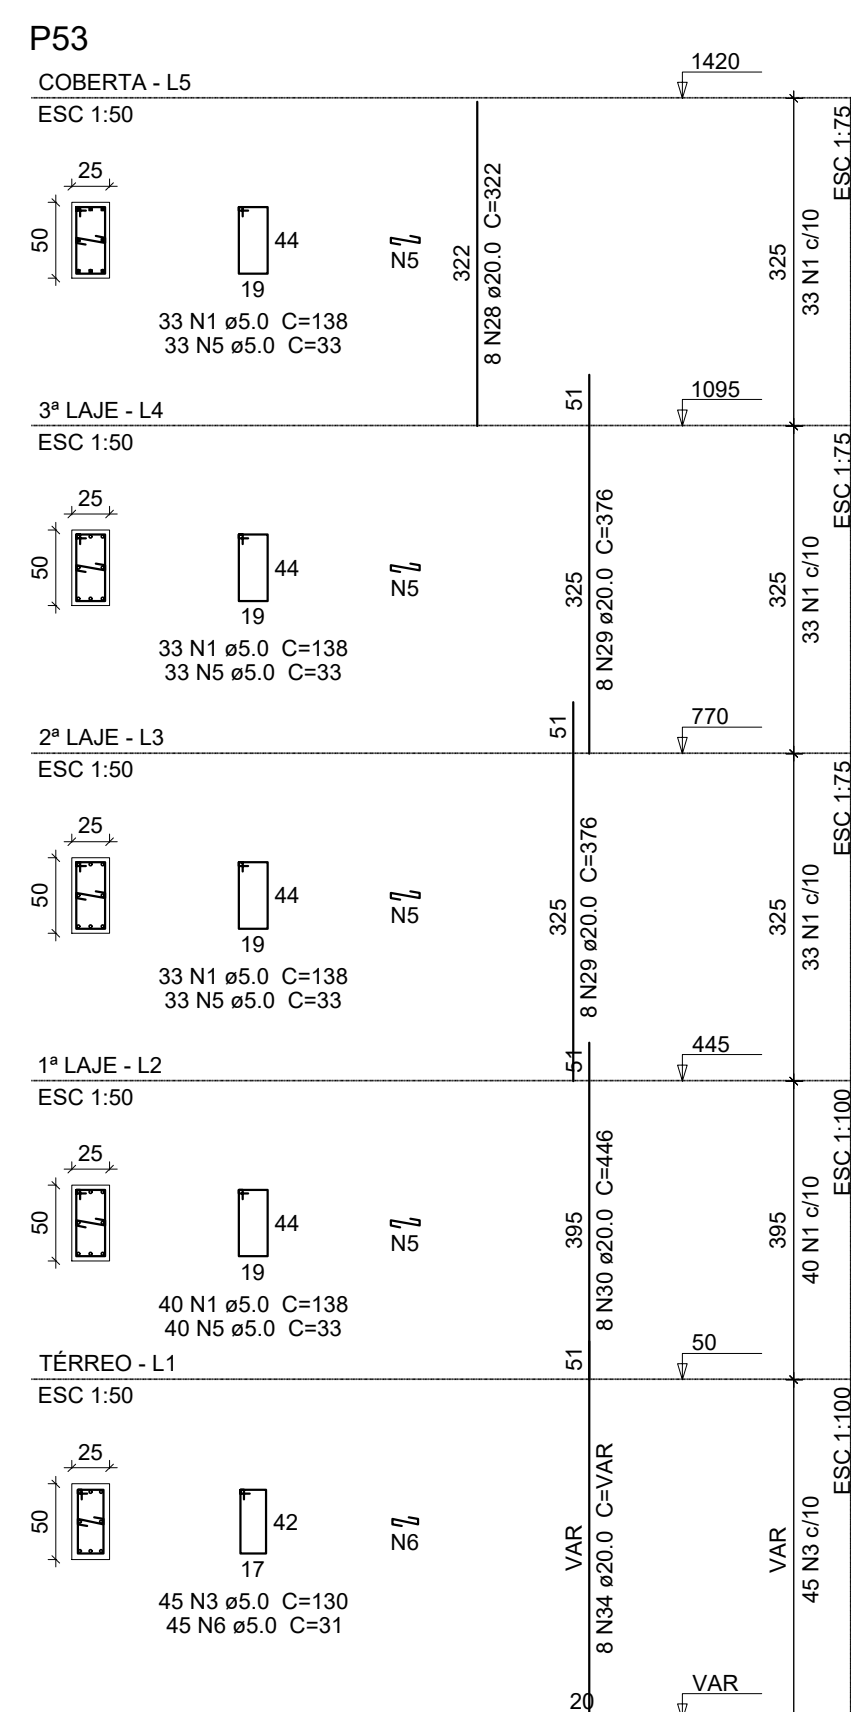 P53
COBERTA - L5
1420
ESC 1:50
ESC 1:75
25
50
44
19
N5
33 N1 ø5.0 C=138
33 N5 ø5.0 C=33
322
8 N28 ø20.0 C=322
325
33 N1 c/10
3ª LAJE - L4
51
1095
ESC 1:50
ESC 1:75
25
50
44
19
N5
33 N1 ø5.0 C=138
33 N5 ø5.0 C=33
325
8 N29 ø20.0 C=376
325
33 N1 c/10
2ª LAJE - L3
51
770
ESC 1:50
ESC 1:75
25
50
44
19
N5
33 N1 ø5.0 C=138
33 N5 ø5.0 C=33
325
8 N29 ø20.0 C=376
325
33 N1 c/10
1ª LAJE - L2
51
445
ESC 1:50
ESC 1:100
25
50
44
19
N5
40 N1 ø5.0 C=138
40 N5 ø5.0 C=33
395
8 N30 ø20.0 C=446
395
40 N1 c/10
TÉRREO - L1
51
50
ESC 1:50
ESC 1:100
25
50
42
17
N6
45 N3 ø5.0 C=130
45 N6 ø5.0 C=31
VAR
8 N34 ø20.0 C=VAR
VAR
45 N3 c/10
20
VAR